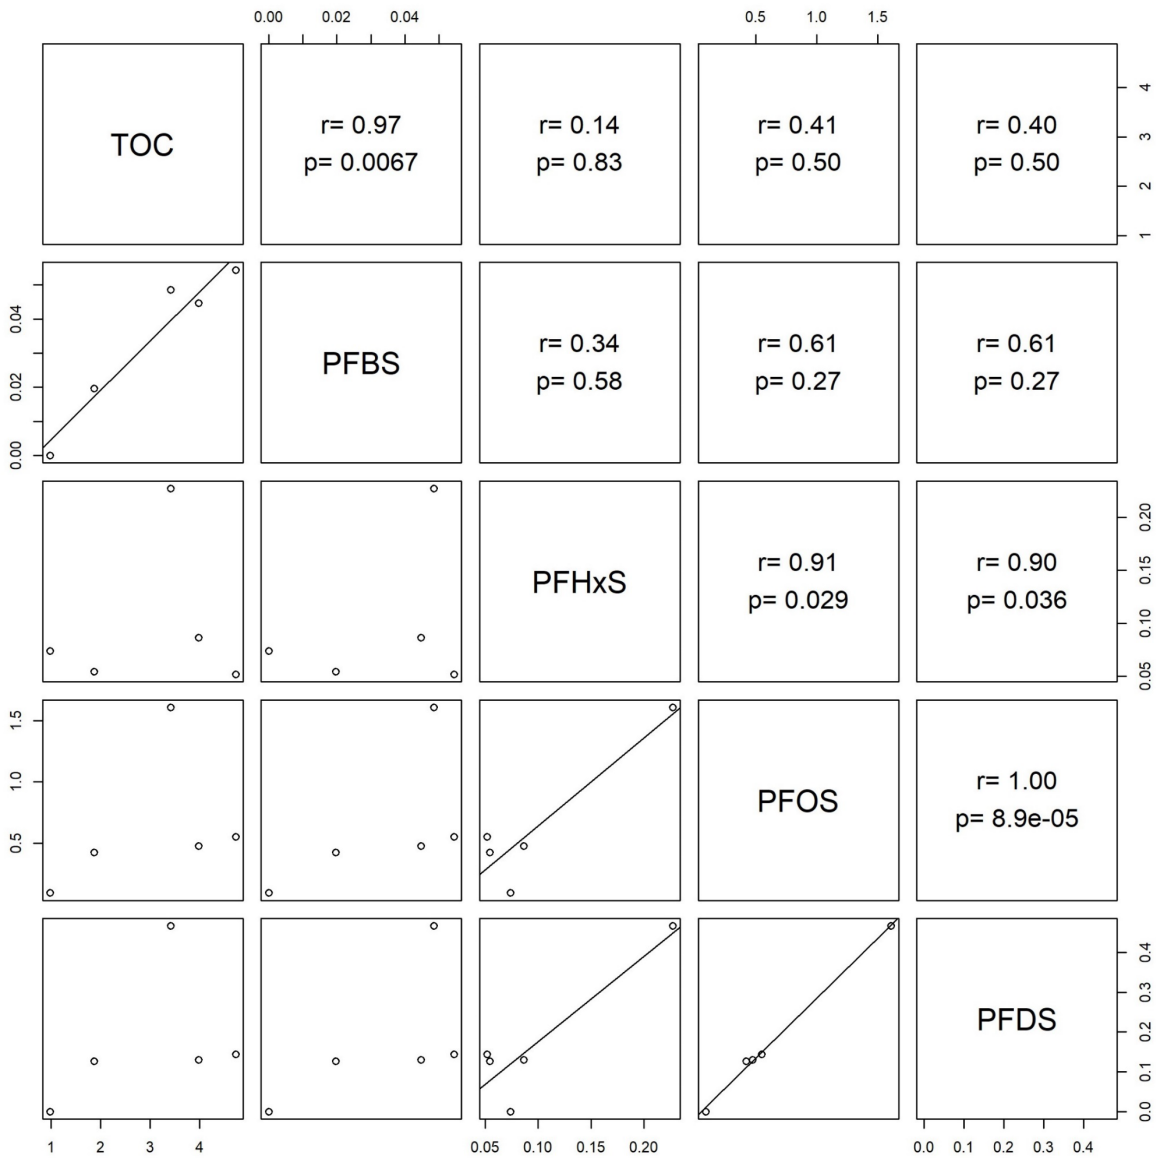 0.00 0.02 0.04 0.5 1.0 1.5
TOC
r= 0.97
p= 0.0067
r= 0.14
p= 0.83
r= 0.41
p= 0.50
r= 0.40
p= 0.50
1 2 3 4
0.00 0.02 0.04
PFBS
r= 0.34
p= 0.58
r= 0.61
p= 0.27
r= 0.61
p= 0.27
PFHxS
r= 0.91
p= 0.029
r= 0.90
p= 0.036
0.05 0.10 0.15 0.20
0.5 1.0 1.5
PFOS
r= 1.00
p= 8.9e-05
PFDS
0.0 0.1 0.2 0.3 0.4
1 2 3 4 0.05 0.10 0.20 0.0 0.1 0.2 0.3 0.4